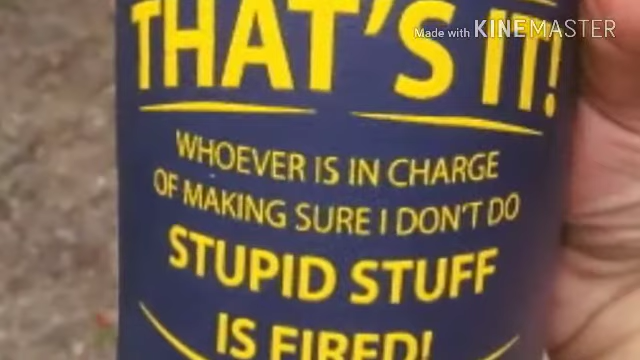 THAT'S IT!
Made with KINEMASTER
WHOEVER IS IN CHARGE
OF MAKING SURE I DON'T DO
STUPID STUFF
IS FIRED!